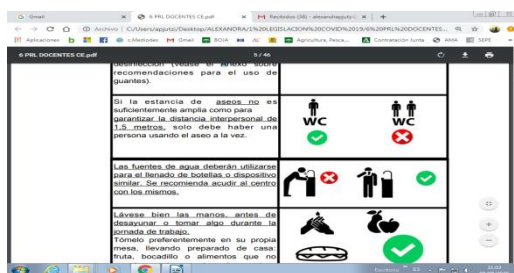 Gmail
6 PRL DOCENTES CE.pdf
Recibidos (38) - alexandraygut
C:/Users/apjuto/Desktop/ALEXANDRA/1%20LEGISLACION%20COVID%2019/6%20PRL%20DOCENTES...
Aplicaciones
c.Mediodes
Gmail
BOJA
Agricultura, Pesca...
Contratación Junta
AMA
SEPE
6 PRL DOCENTES CE.pdf
5 / 46
desinfección (véase el Anexo sobre
recomendaciones para el uso de
guantes).
Si la estancia de aseos no es
suficientemente amplia como para
garantizar la distancia interpersonal de
1,5 metros, solo debe haber una
persona usando el aseo a la vez.
WC
WC
Las fuentes de agua deberán utilizarse
para el llenado de botellas o dispositivo
similar. Se recomienda acudir al centro
con los mismos.
Lávese bien las manos, antes de
desayunar o tomar algo durante la
jornada de trabajo.
Tómelo preferentemente en su propia
mesa, llevando preparado de casa:
fruta, bocadillo o alimentos que no